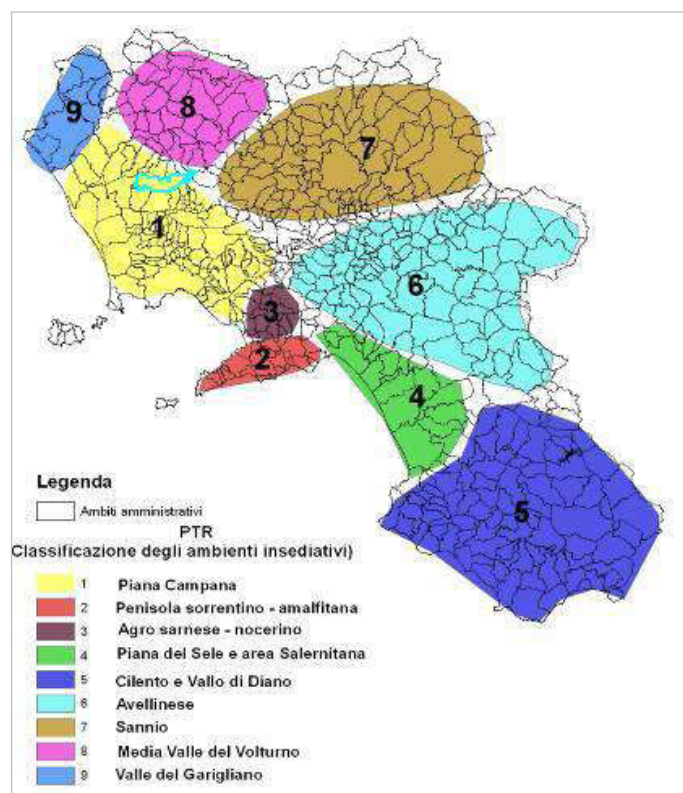 9
8
7
1
6
3
2
4
5
Legenda
Ambiti amministrativi
PTR
Classificazione degli ambienti insediativi)
1 Piana Campana
2 Penisola sorrentino - amalfitana
3 Agro sarnese - nocerino
4 Piana del Sele e area Salernitana
5 Cilento e Vallo di Diano
6 Avellinese
7 Sannio
8 Media Valle del Volturno
9 Valle del Garigliano